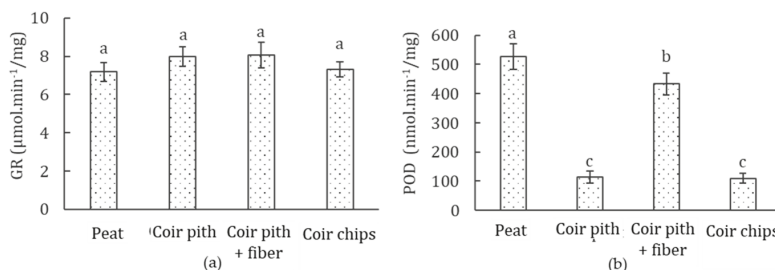 10
8
6
4
2
0
GR (µmol.min⁻¹/mg)
a
a
a
a
Peat
Coir pith
Coir pith
+ fiber
Coir chips
(a)
600
500
400
300
200
100
00
POD (nmol.min⁻¹/mg)
a
c
b
c
Peat
Coir pith
Coir pith
+ fiber
Coir chips
(b)